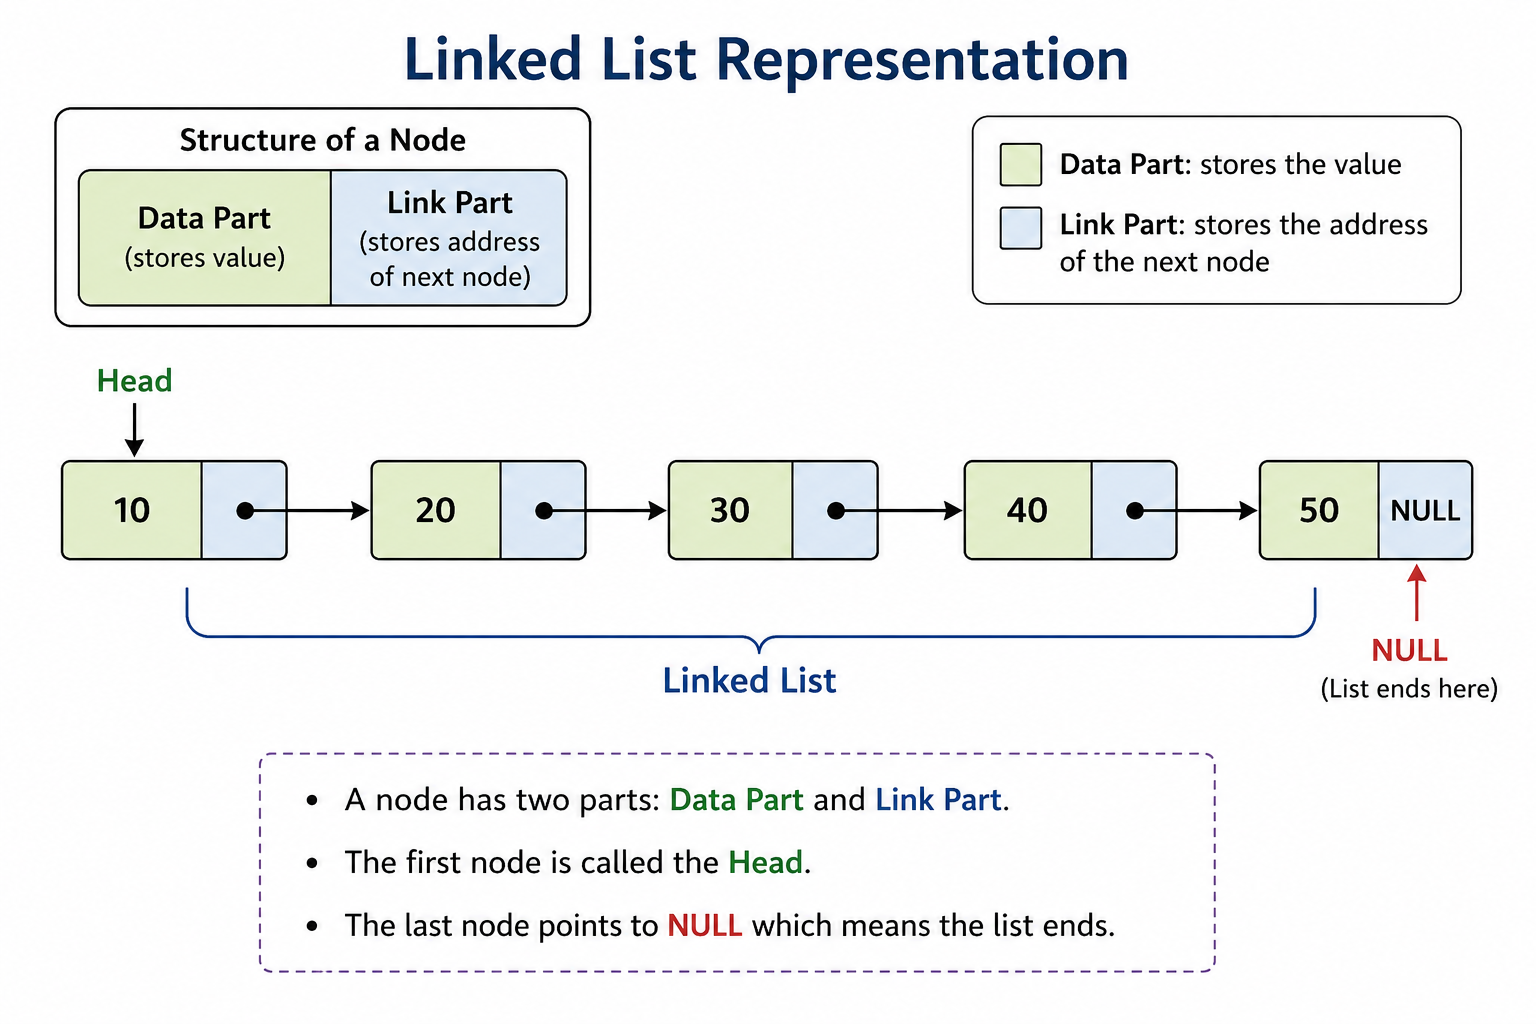 Linked List Representation
Structure of a Node
Data Part
(stores value)
Link Part
(stores address
of next node)
Data Part: stores the value
Link Part: stores the address
of the next node
Head
10
20
30
40
50
NULL
Linked List
NULL
(List ends here)
• A node has two parts: Data Part and Link Part.
• The first node is called the Head.
• The last node points to NULL which means the list ends.